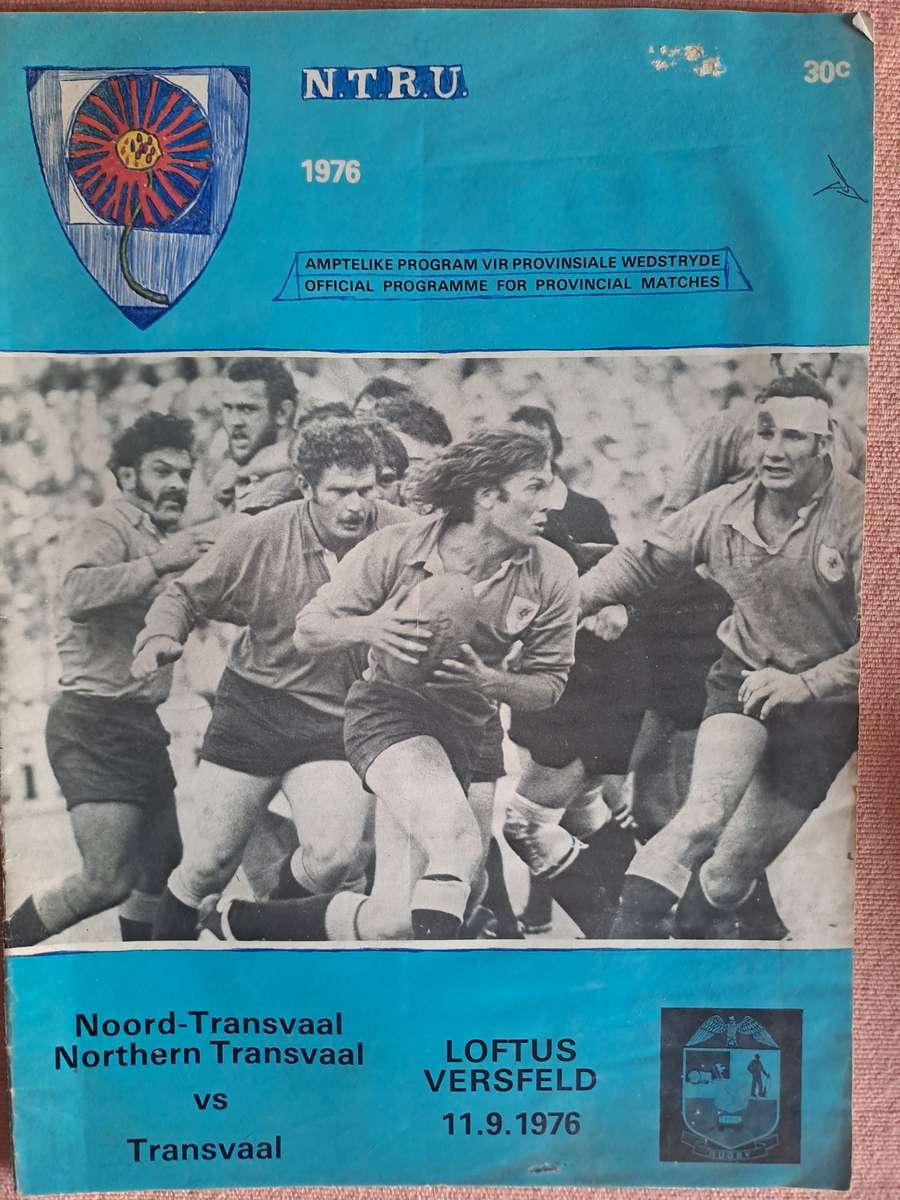 N.T.R.U.
30c
1976
AMPTELIKE PROGRAM VIR PROVINSIALE WEDSTRYDE
OFFICIAL PROGRAMME FOR PROVINCIAL MATCHES
Noord-Transvaal
Northern Transvaal
vs
Transvaal
LOFTUS
VERSFELD
11.9.1976
RUGBY